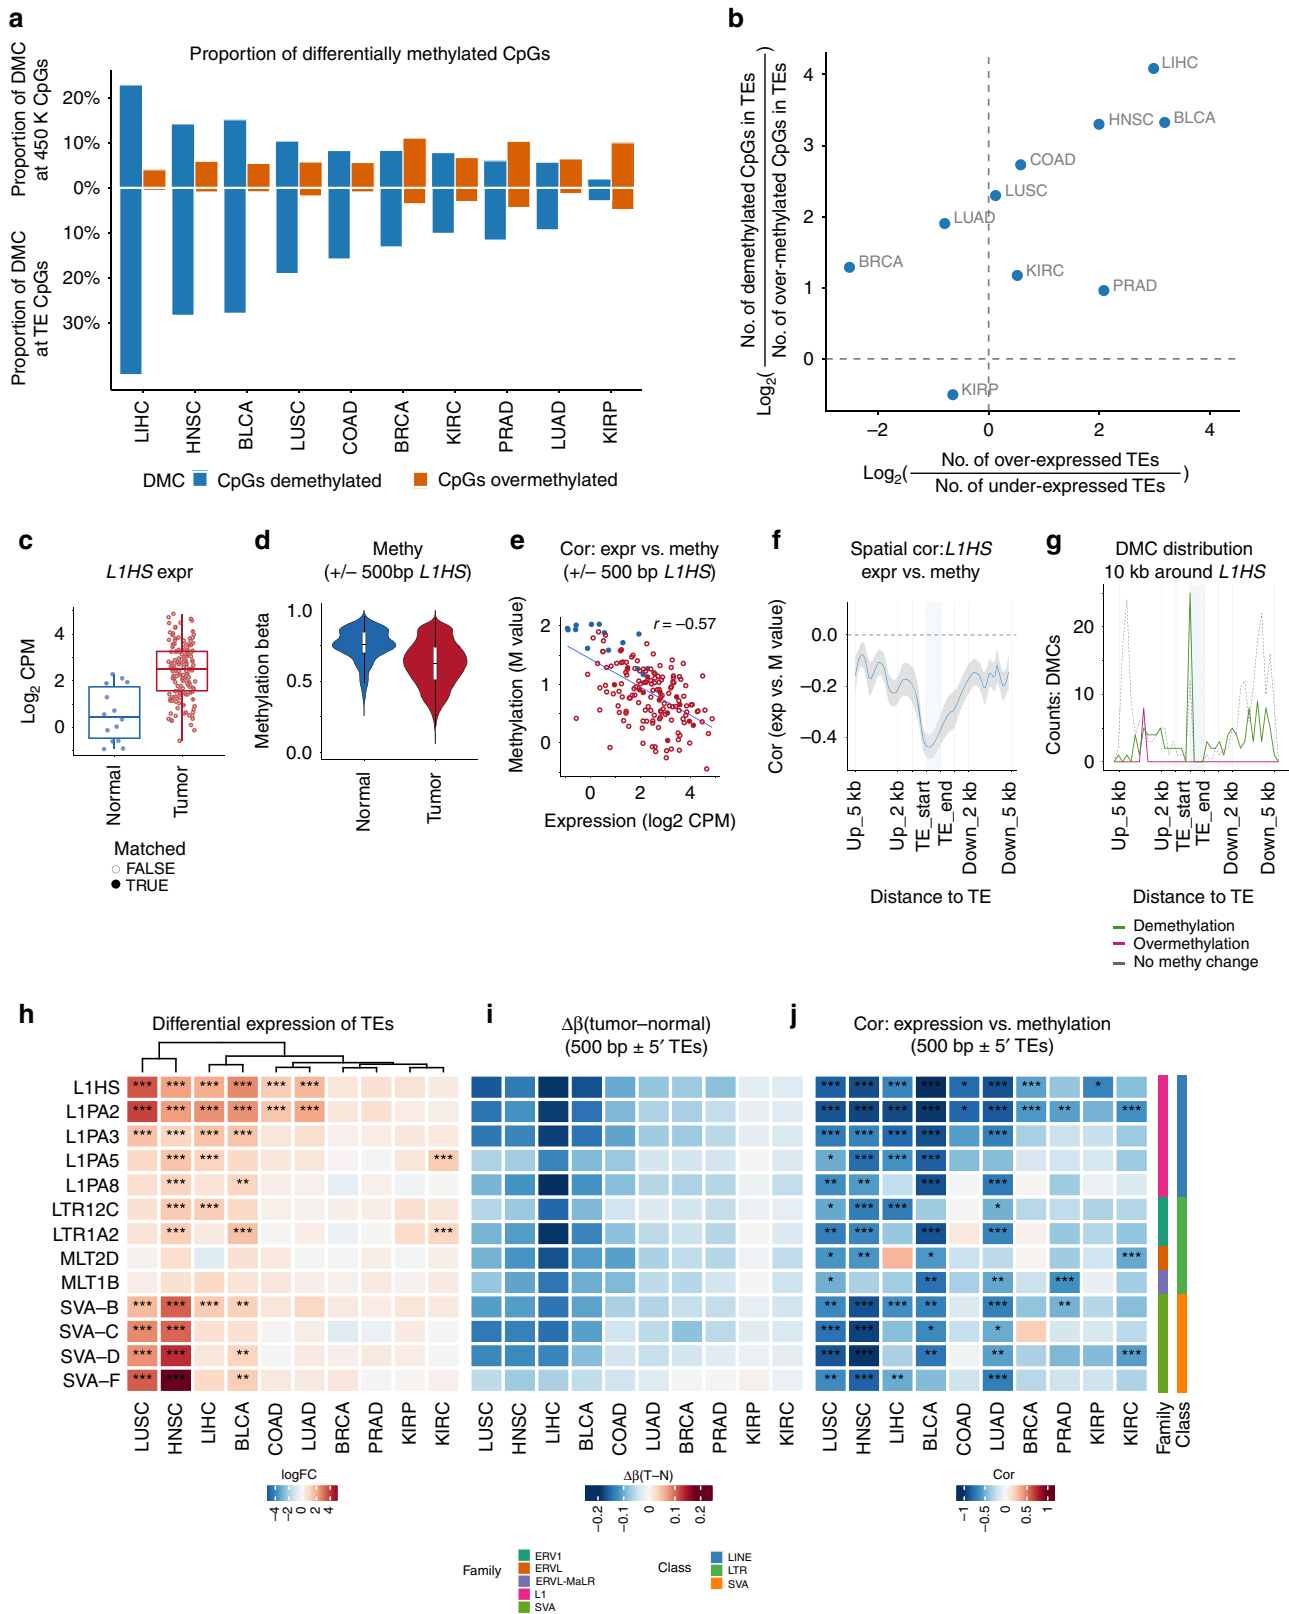 a
Proportion of differentially methylated CpGs
Proportion of DMC
at 450 K CpGs
Proportion of DMC
at TE CpGs
20%
10%
0%
10%
20%
30%
LIHC
HNSC
BLCA
LUSC
COAD
BRCA
KIRC
PRAD
LUAD
KIRP
DMC CpGs demethylated CpGs overmethylated
b
Log2( No. of demethylated CpGs in TEs
No. of over-methylated CpGs in TEs )
4
3
2
1
0
LIHC
HNSC
BLCA
COAD
LUSC
LUAD
BRCA
KIRC
PRAD
KIRP
−2 0 2 4
Log2( No. of over-expressed TEs
No. of under-expressed TEs )
c
L1HS expr
Log2 CPM
4
2
0
Normal
Tumor
Matched
FALSE
TRUE
d
Methy
(+/− 500bp L1HS)
Methylation beta
1.0
0.5
0.0
Normal
Tumor
e
Cor: expr vs. methy
(+/− 500 bp L1HS)
r = −0.57
Methylation (M value)
2
1
0
0 2 4
Expression (log2 CPM)
f
Spatial cor:L1HS
expr vs. methy
Cor (exp vs. M value)
0.0
−0.2
−0.4
Up_5 kb
Up_2 kb
TE_start
TE_end
Down_2 kb
Down_5 kb
Distance to TE
g
DMC distribution
10 kb around L1HS
Counts: DMCs
20
10
0
Up_5 kb
Up_2 kb
TE_start
TE_end
Down_2 kb
Down_5 kb
Distance to TE
Demethylation
Overmethylation
No methy change
h
Differential expression of TEs
L1HS *** *** *** *** *** ***
L1PA2 *** *** *** *** *** ***
L1PA3 *** *** *** ***
L1PA5 *** *** ***
L1PA8 *** **
LTR12C *** ***
LTR1A2 *** *** ***
MLT2D
MLT1B
SVA−B *** *** *** **
SVA−C *** ***
SVA−D *** *** **
SVA−F *** *** **
LUSC
HNSC
LIHC
BLCA
COAD
LUAD
BRCA
PRAD
KIRP
KIRC
logFC
−4 −2 0 2 4
i
Δβ(tumor–normal)
(500 bp ± 5′ TEs)
LUSC
HNSC
LIHC
BLCA
COAD
LUAD
BRCA
PRAD
KIRP
KIRC
Δβ(T–N)
−0.2 −0.1 0 0.1 0.2
j
Cor: expression vs. methylation
(500 bp ± 5′ TEs)
*** *** *** *** * *** *** *
*** *** *** *** * *** *** ** ***
*** *** *** *** ***
* *** *** ***
** ** *** ***
* *** *** *
** *** *** ***
* ** * ***
* ** ** ***
** *** *** ** *** **
*** *** * *
*** *** ** ** ***
** *** ** ***
LUSC
HNSC
LIHC
BLCA
COAD
LUAD
BRCA
PRAD
KIRP
KIRC
Family
Class
Cor
−1 −0.5 0 0.5 1
Family
ERV1
ERVL
ERVL-MaLR
L1
SVA
Class
LINE
LTR
SVA